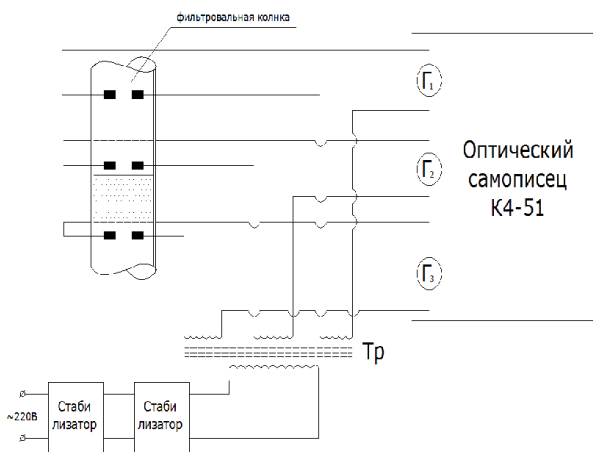 фильтровальная колнка
Г1
Оптический
самописец
К4-51
Г2
Г3
Тр
~220В
Стаби
лизатор
Стаби
лизатор